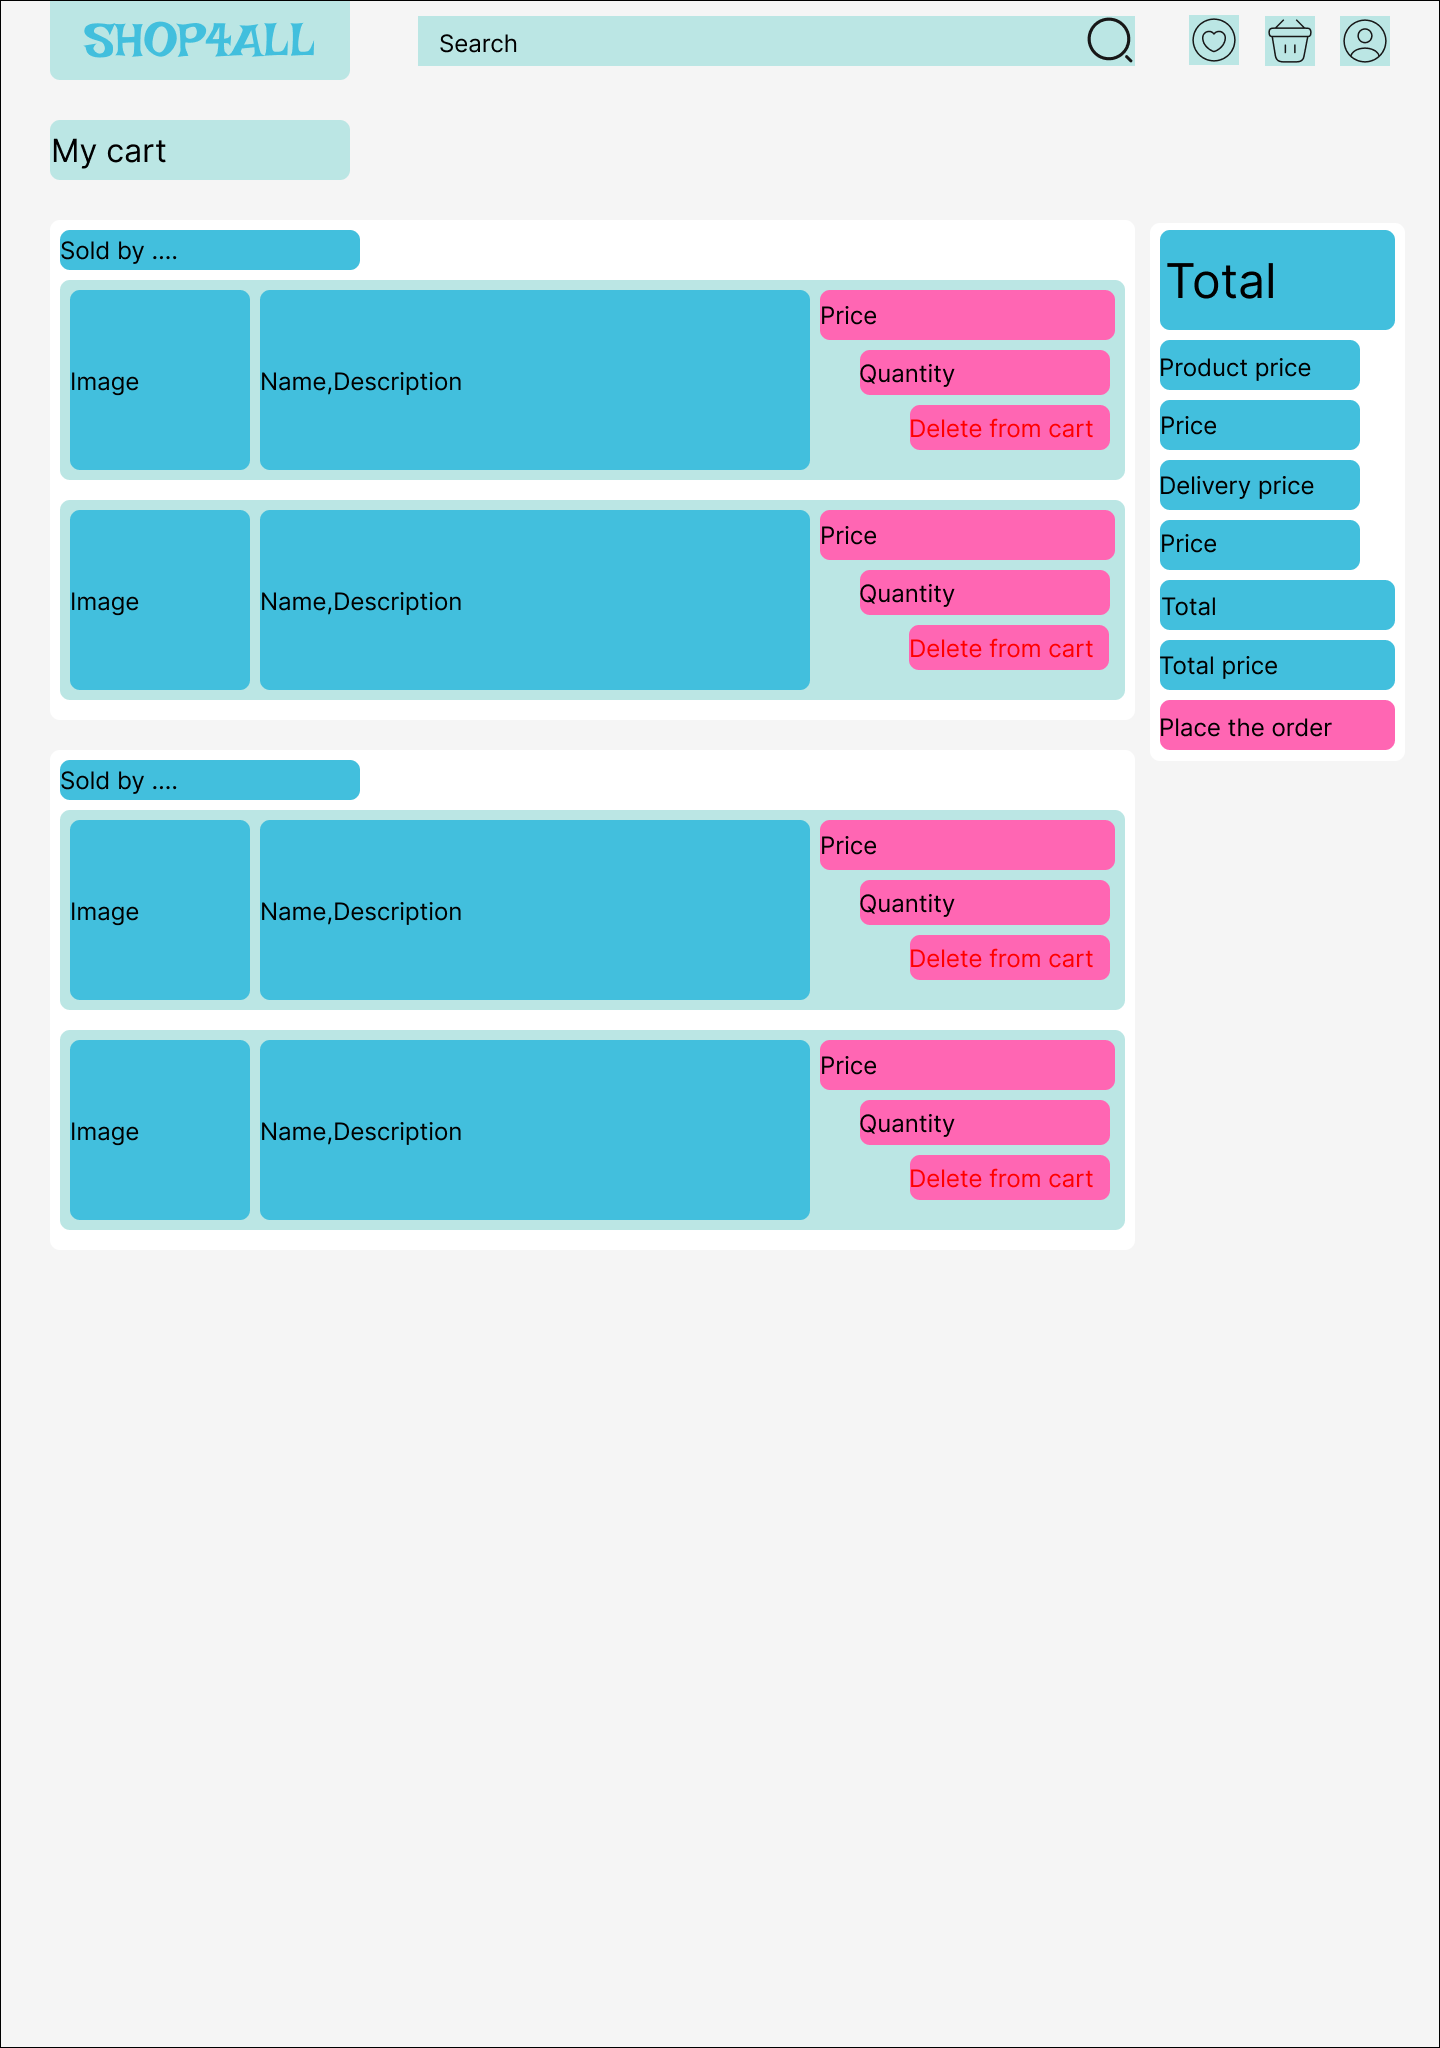 SHOP4ALL
Search
My cart
Sold by ....
Image
Name,Description
Price
Quantity
Delete from cart
Image
Name,Description
Price
Quantity
Delete from cart
Sold by ....
Image
Name,Description
Price
Quantity
Delete from cart
Image
Name,Description
Price
Quantity
Delete from cart
Total
Product price
Price
Delivery price
Price
Total
Total price
Place the order